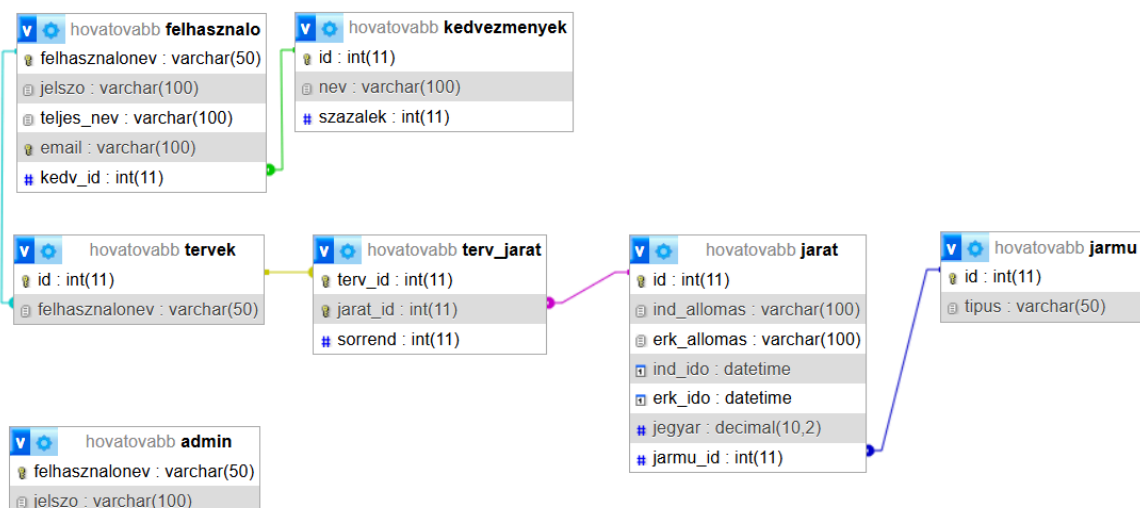 v hovatovabb felhasznalo
felhasznalonev : varchar(50)
jelszo : varchar(100)
teljes_nev : varchar(100)
email : varchar(100)
# kedv_id : int(11)
v hovatovabb kedvezmenyek
id : int(11)
nev : varchar(100)
# szazalek : int(11)
v hovatovabb tervek
id : int(11)
felhasznalonev : varchar(50)
v hovatovabb terv_jarat
terv_id : int(11)
jarat_id : int(11)
# sorrend : int(11)
v hovatovabb jarat
id : int(11)
ind_allomas : varchar(100)
erk_allomas : varchar(100)
ind_ido : datetime
erk_ido : datetime
# jegyar : decimal(10,2)
# jarmu_id : int(11)
v hovatovabb jarmu
id : int(11)
tipus : varchar(50)
v hovatovabb admin
felhasznalonev : varchar(50)
jelszo : varchar(100)